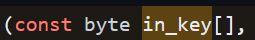 (const byte in_key[],